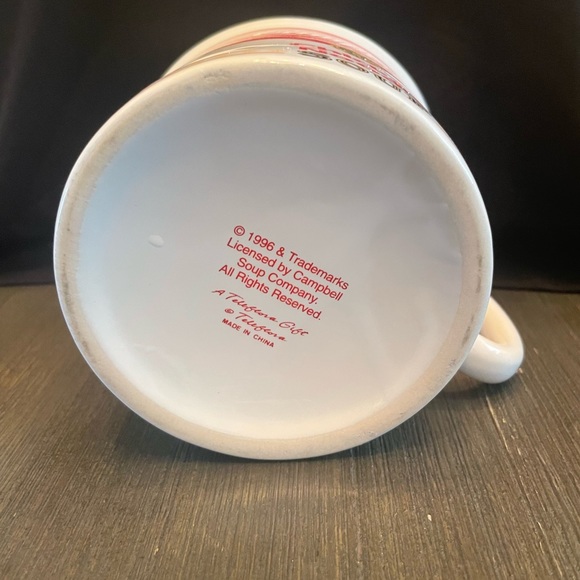 © 1996 & Trademarks
Licensed by Campbell
Soup Company.
All Rights Reserved.
A Teleflora Gift
© Teleflora
MADE IN CHINA